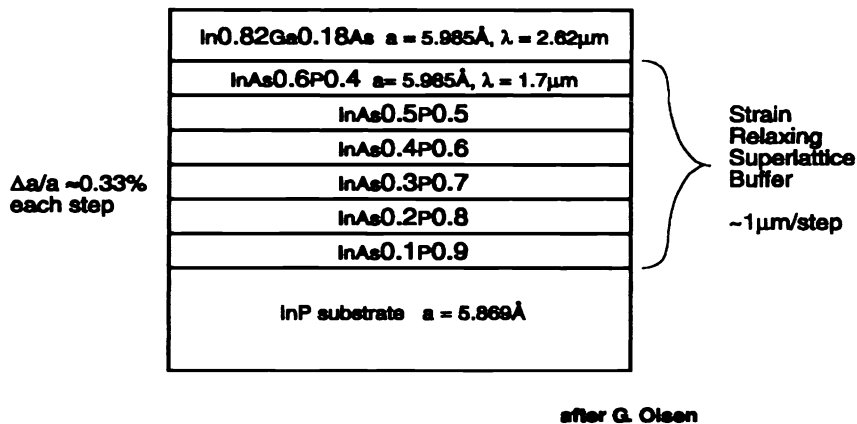 In0.82Ga0.18As a = 5.985Å, λ = 2.62μm
InAs0.6P0.4 a= 5.985Å, λ = 1.7μm
InAs0.5P0.5
InAs0.4P0.6
InAs0.3P0.7
InAs0.2P0.8
InAs0.1P0.9
InP substrate a = 5.869Å
Δa/a ~0.33%
each step
Strain
Relaxing
Superlattice
Buffer
~1μm/step
after G. Olsen